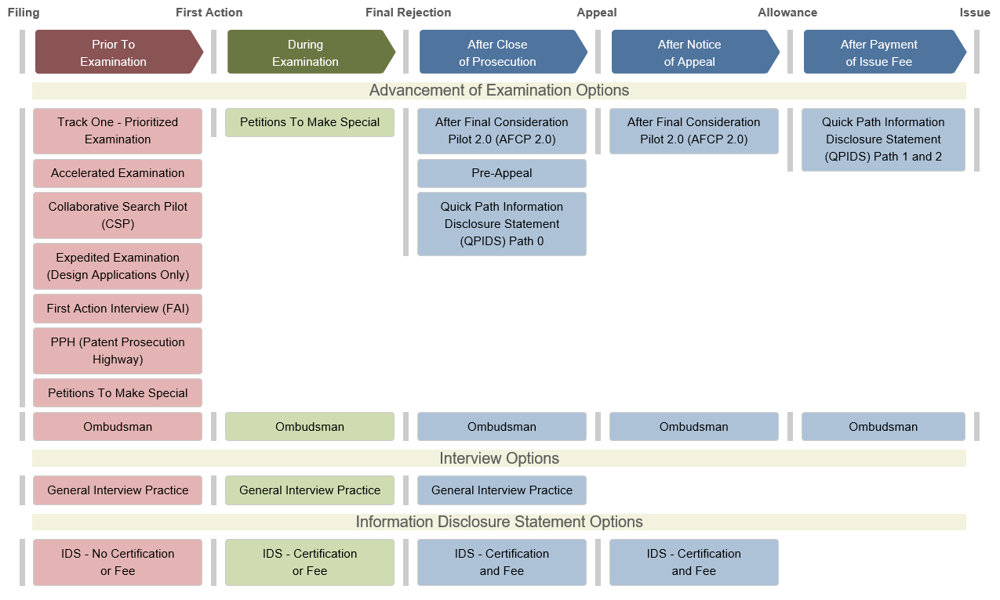 Filing First Action Final Rejection Appeal Allowance Issue
Prior To
Examination
During
Examination
After Close
of Prosecution
After Notice
of Appeal
After Payment
of Issue Fee
Advancement of Examination Options
Track One - Prioritized
Examination
Accelerated Examination
Collaborative Search Pilot
(CSP)
Expedited Examination
(Design Applications Only)
First Action Interview (FAI)
PPH (Patent Prosecution
Highway)
Petitions To Make Special
Petitions To Make Special
After Final Consideration
Pilot 2.0 (AFCP 2.0)
Pre-Appeal
Quick Path Information
Disclosure Statement
(QPIDS) Path 0
After Final Consideration
Pilot 2.0 (AFCP 2.0)
Quick Path Information
Disclosure Statement
(QPIDS) Path 1 and 2
Ombudsman Ombudsman Ombudsman Ombudsman Ombudsman
Interview Options
General Interview Practice General Interview Practice General Interview Practice
Information Disclosure Statement Options
IDS - No Certification
or Fee
IDS - Certification
or Fee
IDS - Certification
and Fee
IDS - Certification
and Fee